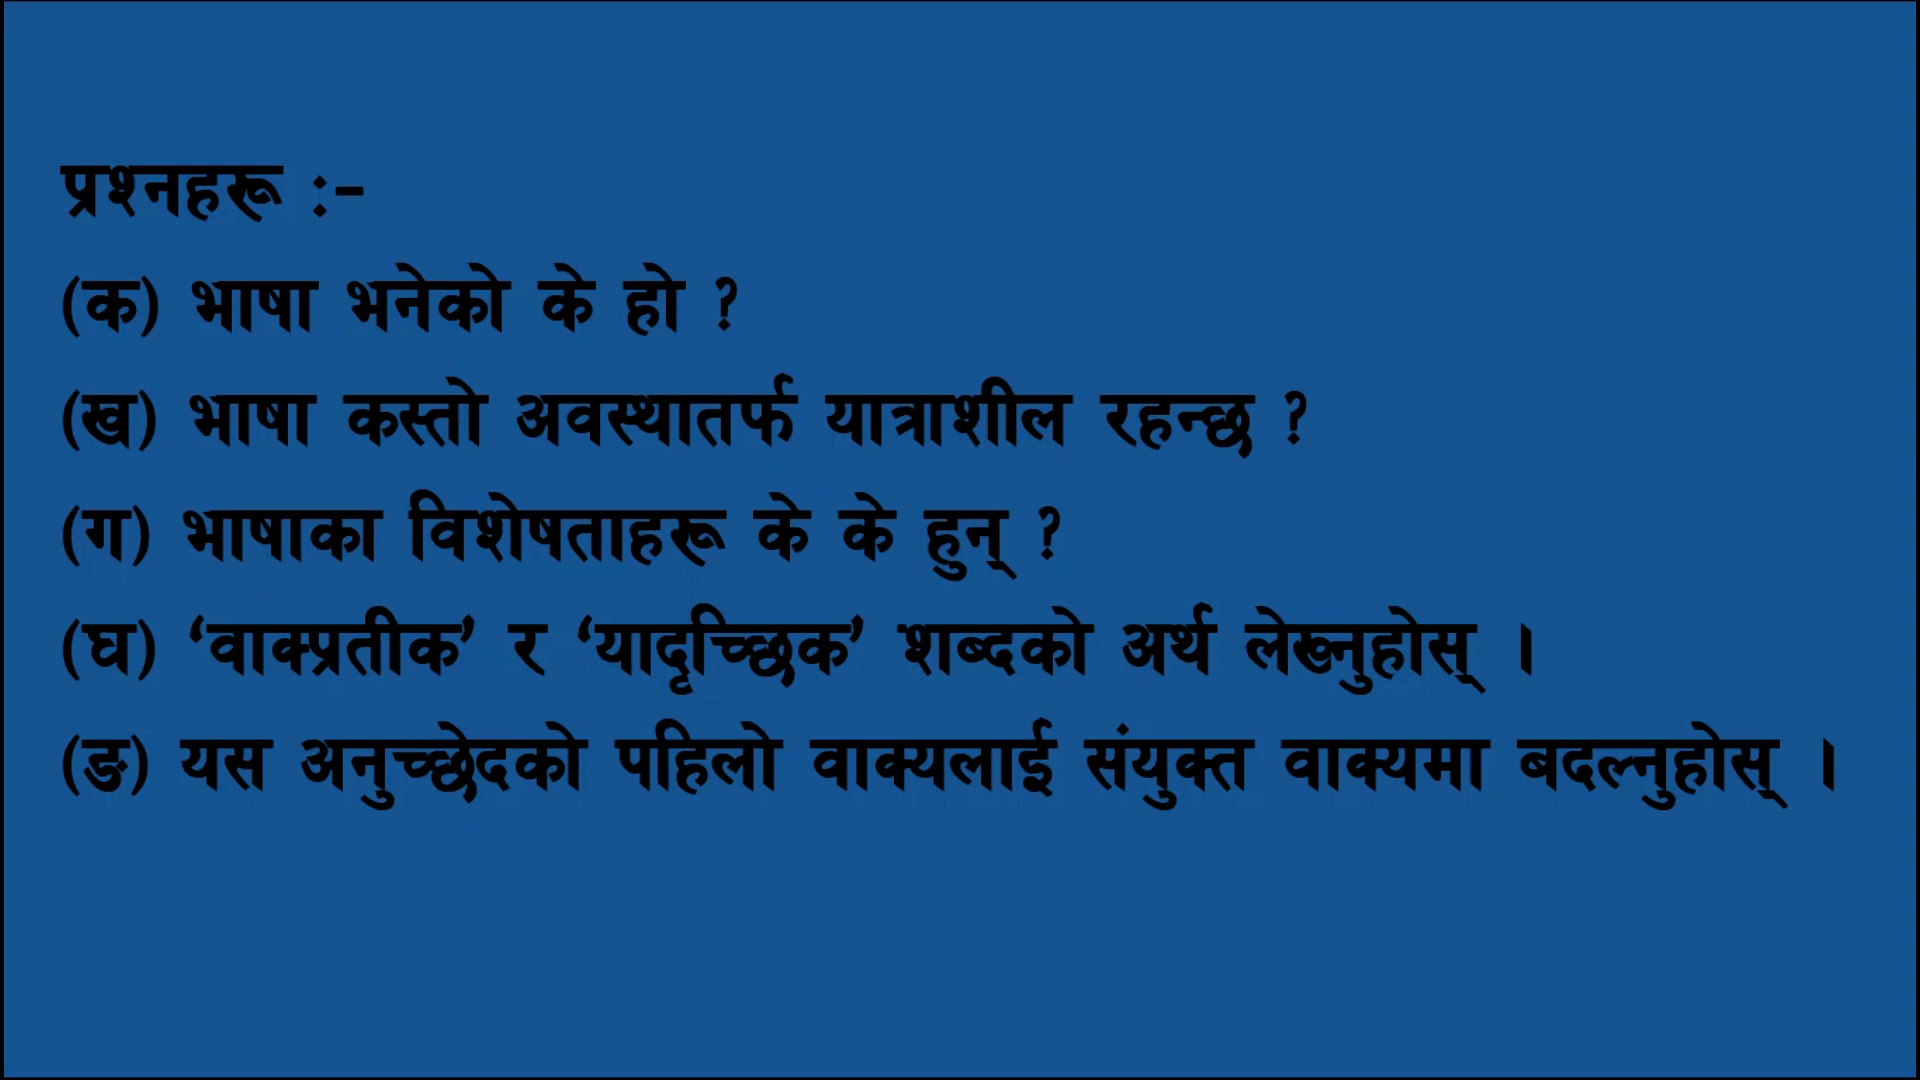 प्रश्नहरू :–
(क) भाषा भनेको के हो ?
(ख) भाषा कस्तो अवस्थातर्फ यात्राशील रहन्छ ?
(ग) भाषाका विशेषताहरू के के हुन् ?
(घ) ‘वाक्प्रतीक’ र ‘यादृच्छिक’ शब्दको अर्थ लेख्नुहोस् ।
(ङ) यस अनुच्छेदको पहिलो वाक्यलाई संयुक्त वाक्यमा बदल्नुहोस् ।